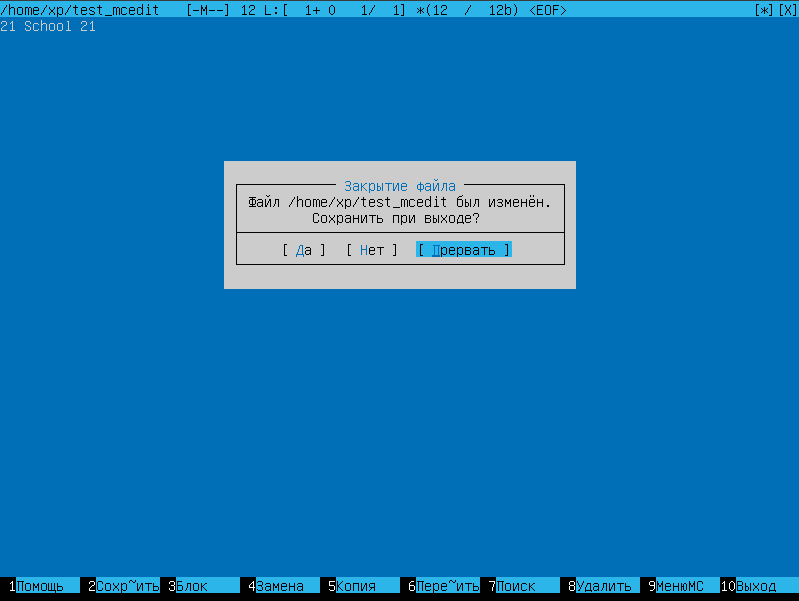 /home/xp/test_mcedit [-M--] 12 L:[ 1+ 0 1/ 1] *(12 / 12b) <EOF> [*][X]
21 School 21
Закрытие файла
Файл /home/xp/test_mcedit был изменён.
Сохранить при выходе?
[ Да ] [ Нет ] [ Прервать ]
1Помощь 2Сохр~ить 3Блок 4Замена 5Копия 6Пере~ить 7Поиск 8Удалить 9МенюМС 10Выход